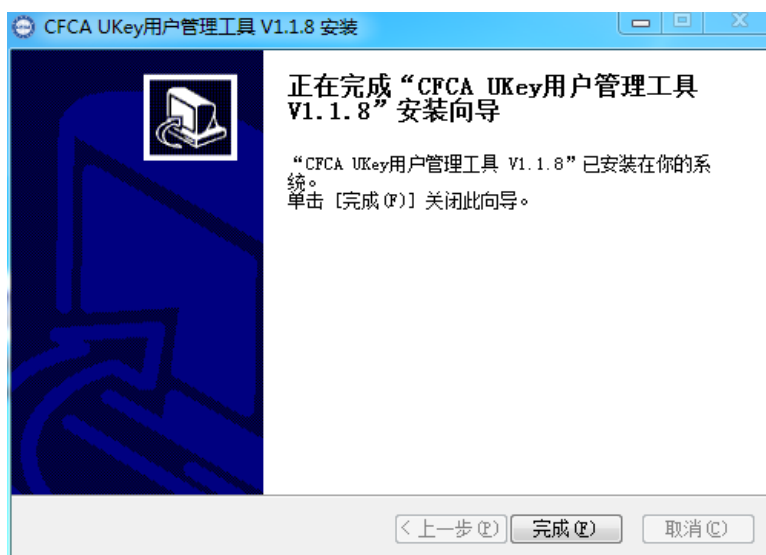 CFCA UKey用户管理工具 V1.1.8 安装
正在完成“CFCA UKey用户管理工具
V1.1.8”安装向导
“CFCA UKey用户管理工具 V1.1.8”已安装在你的系
统。
单击 [完成(F)] 关闭此向导。
< 上一步(P) 完成(F) 取消(C)